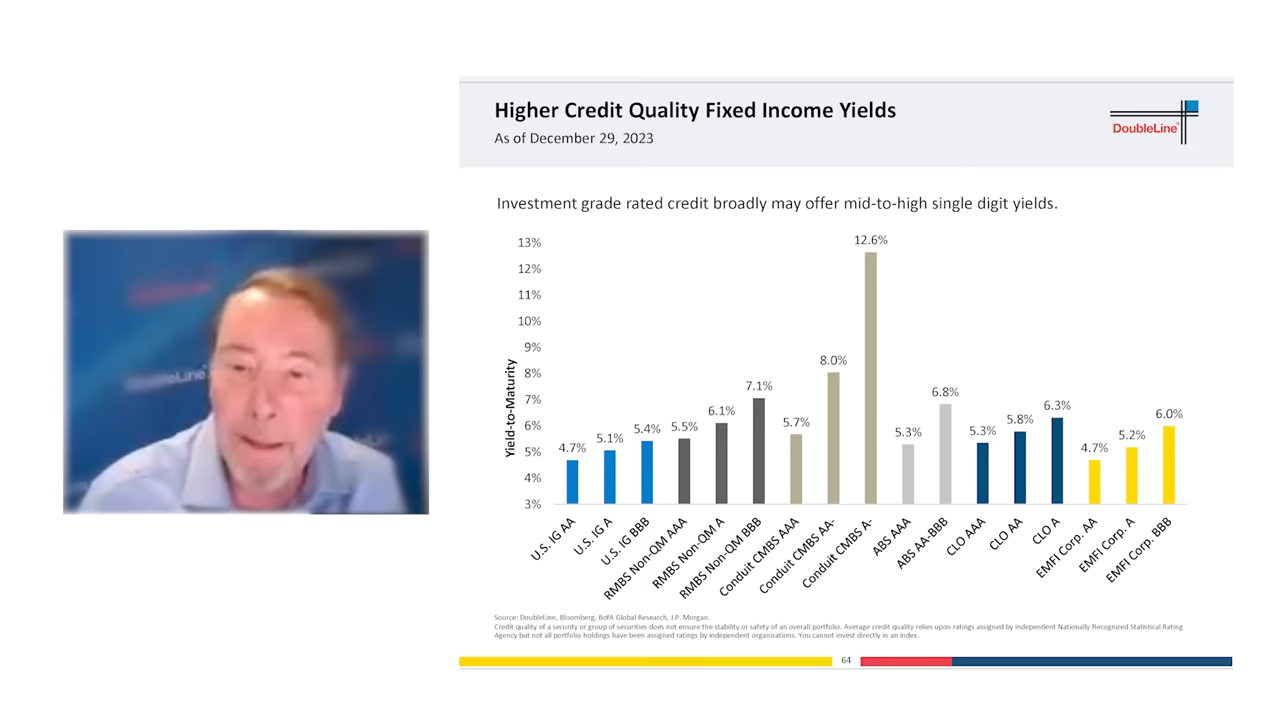 Higher Credit Quality Fixed Income Yields
As of December 29, 2023
DoubleLine®
Investment grade rated credit broadly may offer mid-to-high single digit yields.
Yield-to-Maturity
13%
12%
11%
10%
9%
8%
7%
6%
5%
4%
3%
4.7%
5.1%
5.4%
5.5%
6.1%
7.1%
5.7%
8.0%
12.6%
5.3%
6.8%
5.3%
5.8%
6.3%
4.7%
5.2%
6.0%
U.S. IG AA
U.S. IG A
U.S. IG BBB
RMBS Non-QM AAA
RMBS Non-QM A
RMBS Non-QM BBB
Conduit CMBS AAA
Conduit CMBS AA-
Conduit CMBS A-
ABS AAA
ABS AA-BBB
CLO AAA
CLO AA
CLO A
EMFI Corp. AA
EMFI Corp. A
EMFI Corp. BBB
Source: DoubleLine, Bloomberg, BofA Global Research, J.P. Morgan.
Credit quality of a security or group of securities does not ensure the stability or safety of an overall portfolio. Average credit quality relies upon ratings assigned by independent Nationally Recognized Statistical Rating
Agency but not all portfolio holdings have been assigned ratings by independent organizations. You cannot invest directly in an index.
64
DoubleLine